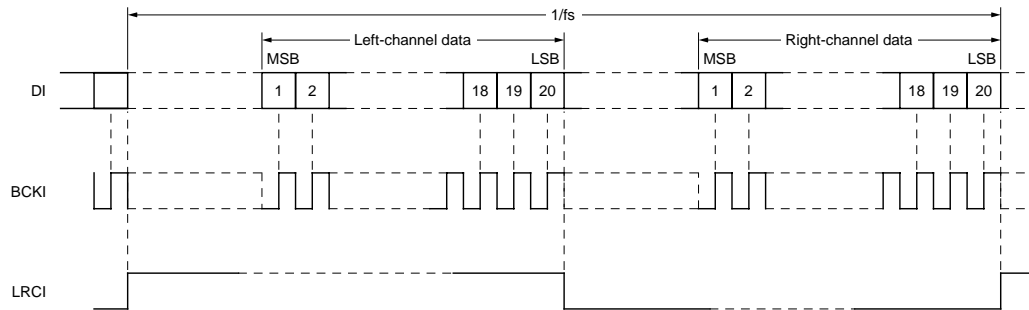 1/fs
Left-channel data
Right-channel data
MSB LSB MSB LSB
DI 1 2 18 19 20 1 2 18 19 20
BCKI
LRCI